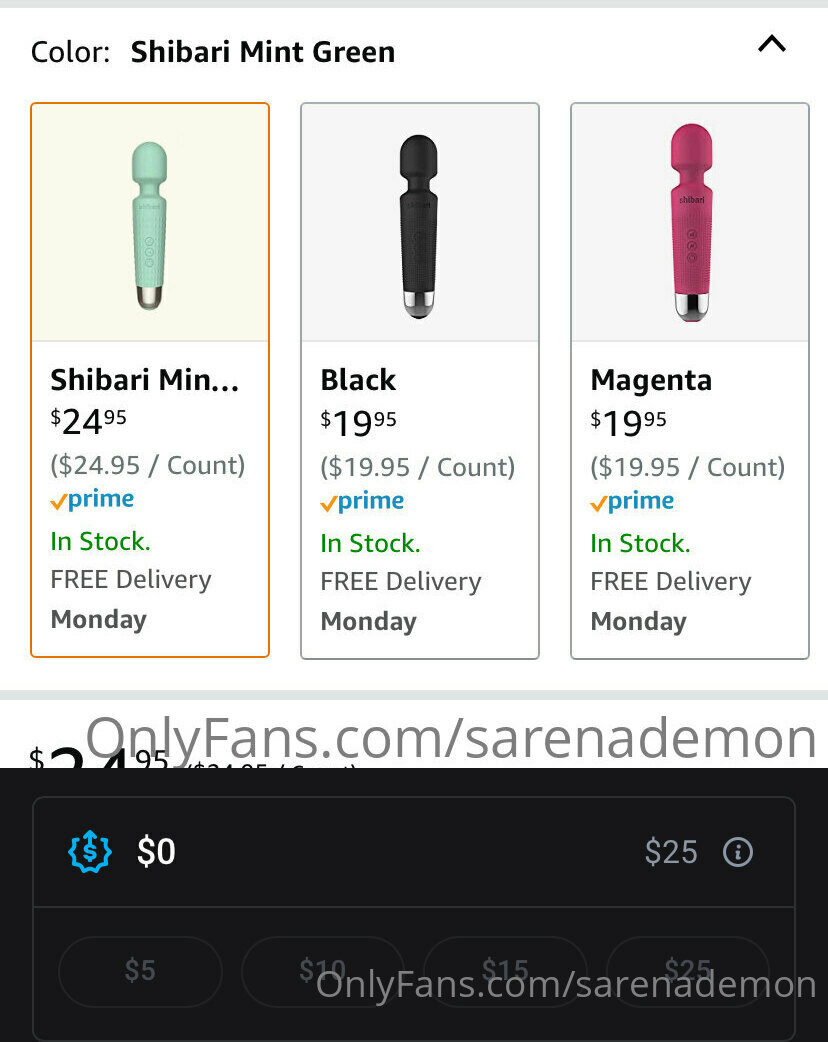 Color: Shibari Mint Green
shibari
shibari
shibari
Shibari Min...
$24.95
($24.95 / Count)
prime
In Stock.
FREE Delivery
Monday
Black
$19.95
($19.95 / Count)
prime
In Stock.
FREE Delivery
Monday
Magenta
$19.95
($19.95 / Count)
prime
In Stock.
FREE Delivery
Monday
OnlyFans.com/sarenademon
$24.95 ($24.95 / Count)
$0
$25
$5
$10
$15
$25
OnlyFans.com/sarenademon